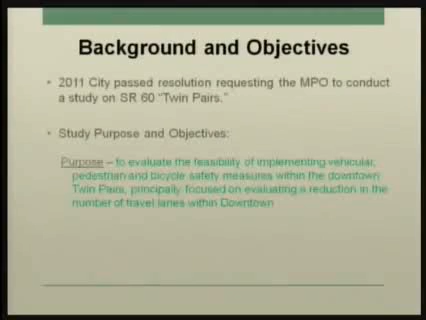 Background and Objectives
• 2011 City passed resolution requesting the MPO to conduct
a study on SR 60 “Twin Pairs.”
• Study Purpose and Objectives:
Purpose – to evaluate the feasibility of implementing vehicular,
pedestrian and bicycle safety measures within the downtown
Twin Pairs, principally focused on evaluating a reduction in the
number of travel lanes within Downtown